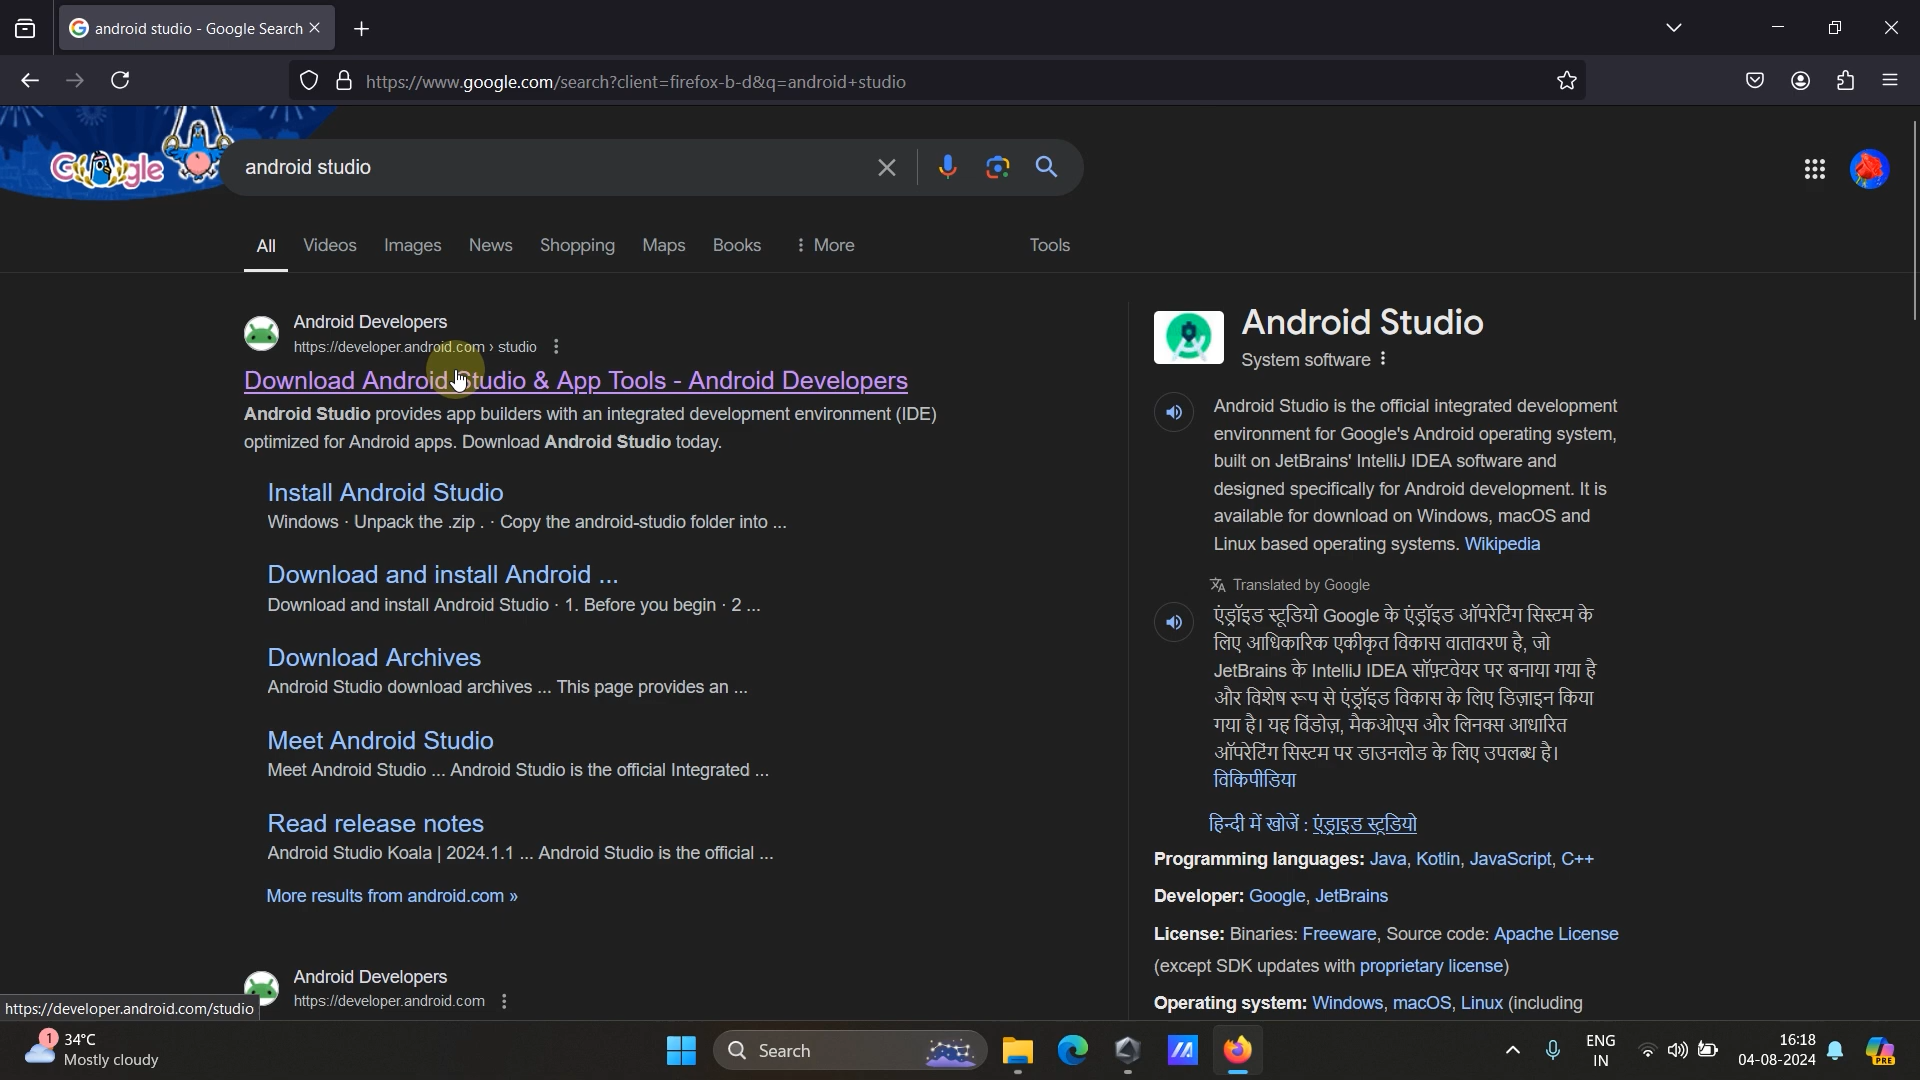 android studio - Google Search
https://www.google.com/search?client=firefox-b-d&q=android+studio
Google
android studio
All Videos Images News Shopping Maps Books More Tools
Android Developers
https://developer.android.com › studio
Download Android Studio & App Tools - Android Developers
Android Studio provides app builders with an integrated development environment (IDE)
optimized for Android apps. Download Android Studio today.
Install Android Studio
Windows · Unpack the .zip . · Copy the android-studio folder into ...
Download and install Android ...
Download and install Android Studio · 1. Before you begin · 2 ...
Download Archives
Android Studio download archives ... This page provides an ...
Meet Android Studio
Meet Android Studio ... Android Studio is the official Integrated ...
Read release notes
Android Studio Koala | 2024.1.1 ... Android Studio is the official ...
More results from android.com »
Android Developers
https://developer.android.com
https://developer.android.com/studio
Android Studio
System software
Android Studio is the official integrated development
environment for Google's Android operating system,
built on JetBrains' IntelliJ IDEA software and
designed specifically for Android development. It is
available for download on Windows, macOS and
Linux based operating systems. Wikipedia
Translated by Google
एंड्रॉइड स्टूडियो Google के एंड्रॉइड ऑपरेटिंग सिस्टम के
लिए आधिकारिक एकीकृत विकास वातावरण है, जो
JetBrains के IntelliJ IDEA सॉफ़्टवेयर पर बनाया गया है
और विशेष रूप से एंड्रॉइड विकास के लिए डिज़ाइन किया
गया है। यह विंडोज़, मैकओएस और लिनक्स आधारित
ऑपरेटिंग सिस्टम पर डाउनलोड के लिए उपलब्ध है।
विकिपीडिया
हिन्दी में खोजें : एंड्राइड स्टूडियो
Programming languages: Java, Kotlin, JavaScript, C++
Developer: Google, JetBrains
License: Binaries: Freeware, Source code: Apache License
(except SDK updates with proprietary license)
Operating system: Windows, macOS, Linux (including
1
34°C
Mostly cloudy
Search
ENG
IN
16:18
04-08-2024
PRE